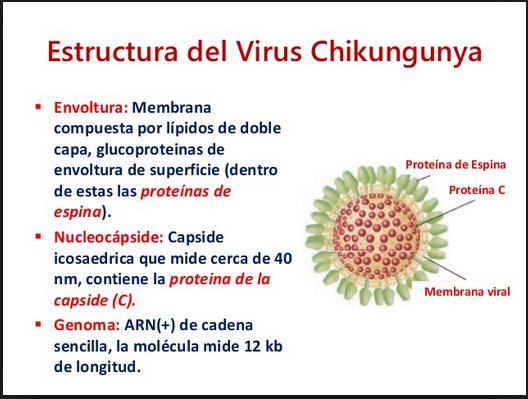 Estructura del Virus Chikungunya
▪ Envoltura: Membrana
compuesta por lípidos de doble
capa, glucoproteinas de
envoltura de superficie (dentro
de estas las proteínas de
espina).
▪ Nucleocápside: Capside
icosaedrica que mide cerca de 40
nm, contiene la proteina de la
capside (C).
▪ Genoma: ARN(+) de cadena
sencilla, la molécula mide 12 kb
de longitud.
Proteína de Espina
Proteína C
Membrana viral